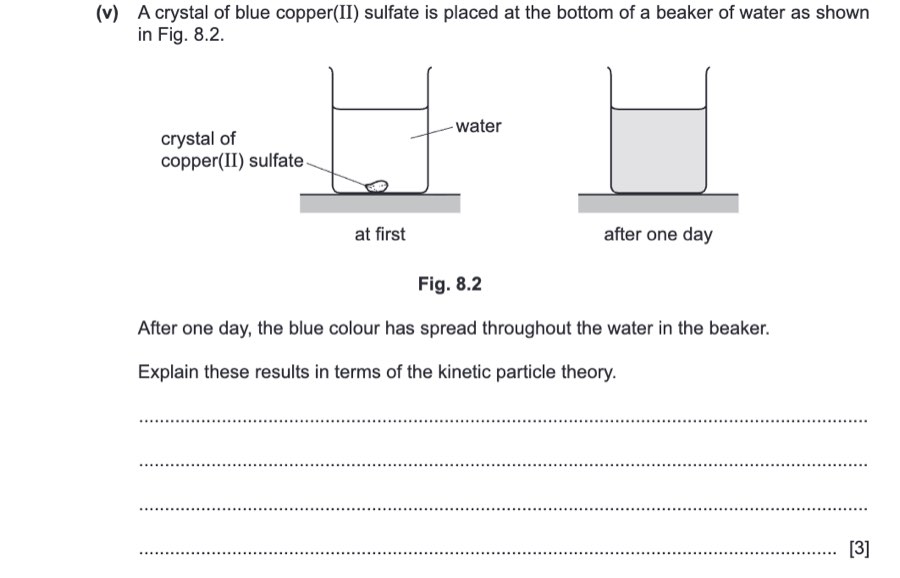 (v) A crystal of blue copper(II) sulfate is placed at the bottom of a beaker of water as shown
in Fig. 8.2.
water
crystal of
copper(II) sulfate
at first
after one day
Fig. 8.2
After one day, the blue colour has spread throughout the water in the beaker.
Explain these results in terms of the kinetic particle theory.
[3]